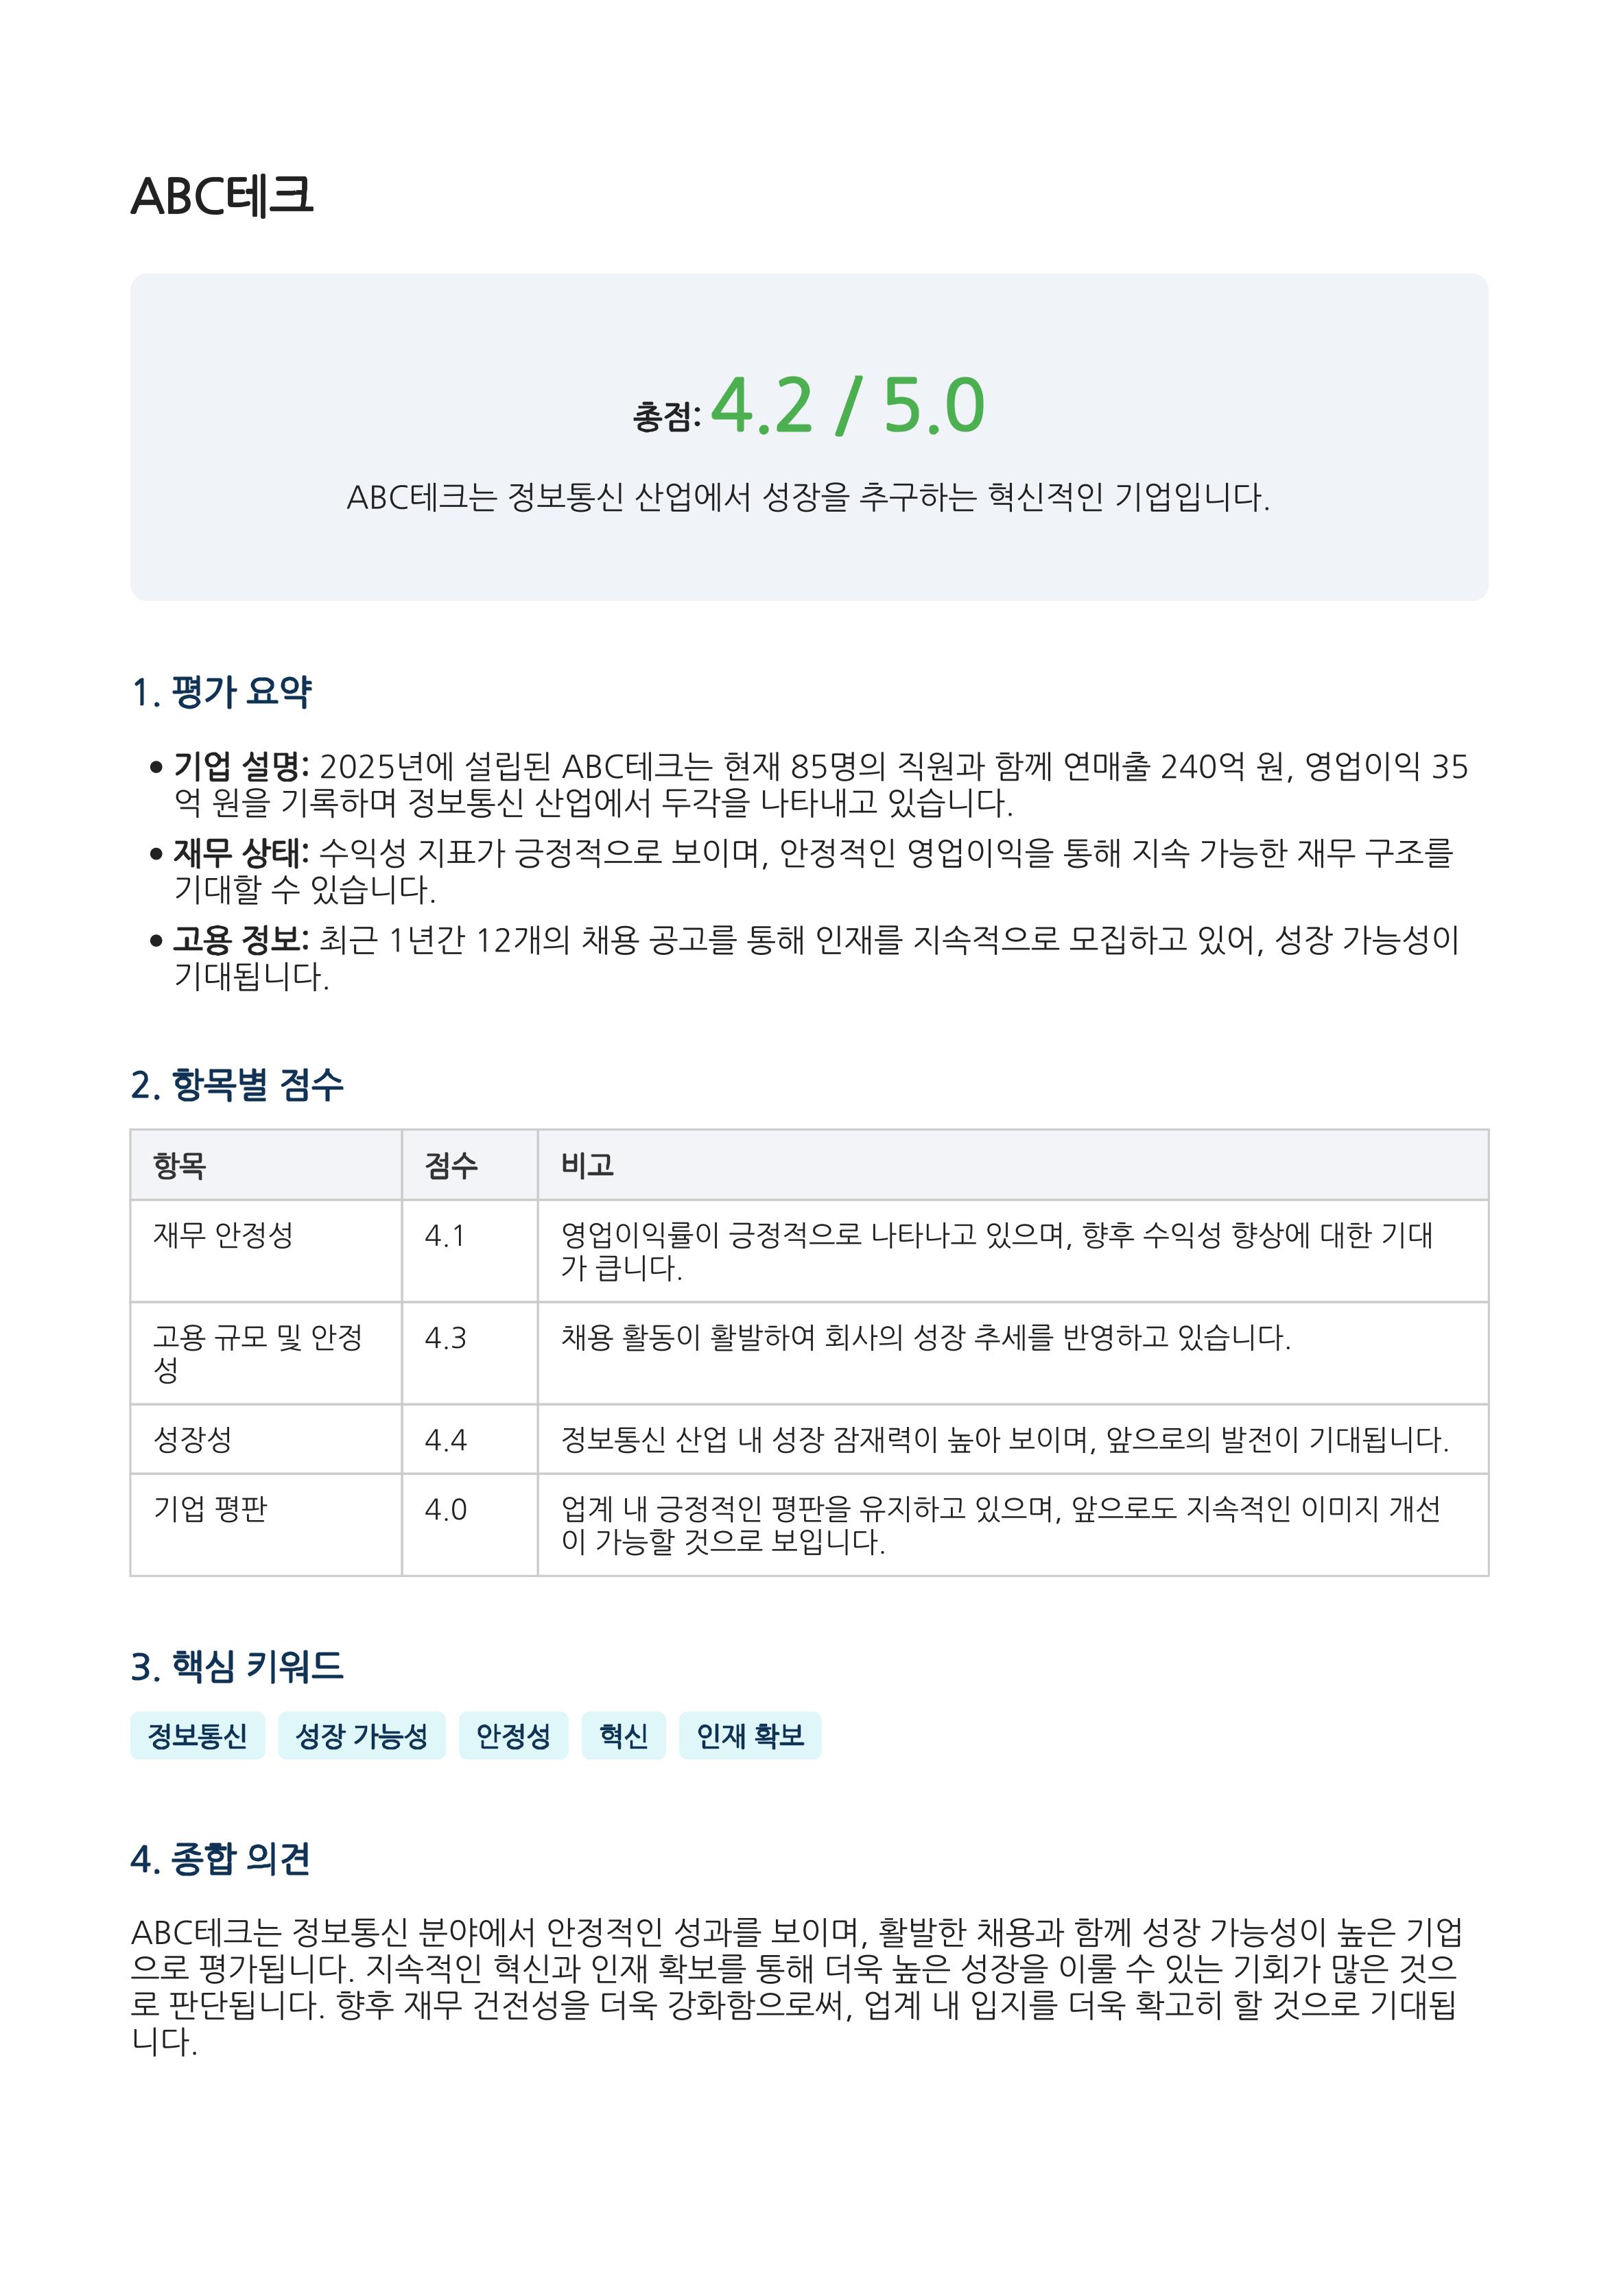 ABC테크
총점: 4.2 / 5.0
ABC테크는 정보통신 산업에서 성장을 추구하는 혁신적인 기업입니다.
1. 평가 요약
• 기업 설명: 2025년에 설립된 ABC테크는 현재 85명의 직원과 함께 연매출 240억 원, 영업이익 35
억 원을 기록하며 정보통신 산업에서 두각을 나타내고 있습니다.
• 재무 상태: 수익성 지표가 긍정적으로 보이며, 안정적인 영업이익을 통해 지속 가능한 재무 구조를
기대할 수 있습니다.
• 고용 정보: 최근 1년간 12개의 채용 공고를 통해 인재를 지속적으로 모집하고 있어, 성장 가능성이
기대됩니다.
2. 항목별 점수
항목 점수 비고
재무 안정성 4.1 영업이익률이 긍정적으로 나타나고 있으며, 향후 수익성 향상에 대한 기대
가 큽니다.
고용 규모 및 안정 4.3 채용 활동이 활발하여 회사의 성장 추세를 반영하고 있습니다.
성
성장성 4.4 정보통신 산업 내 성장 잠재력이 높아 보이며, 앞으로의 발전이 기대됩니다.
기업 평판 4.0 업계 내 긍정적인 평판을 유지하고 있으며, 앞으로도 지속적인 이미지 개선
이 가능할 것으로 보입니다.
3. 핵심 키워드
정보통신 성장 가능성 안정성 혁신 인재 확보
4. 종합 의견
ABC테크는 정보통신 분야에서 안정적인 성과를 보이며, 활발한 채용과 함께 성장 가능성이 높은 기업
으로 평가됩니다. 지속적인 혁신과 인재 확보를 통해 더욱 높은 성장을 이룰 수 있는 기회가 많은 것으
로 판단됩니다. 향후 재무 건전성을 더욱 강화함으로써, 업계 내 입지를 더욱 확고히 할 것으로 기대됩
니다.